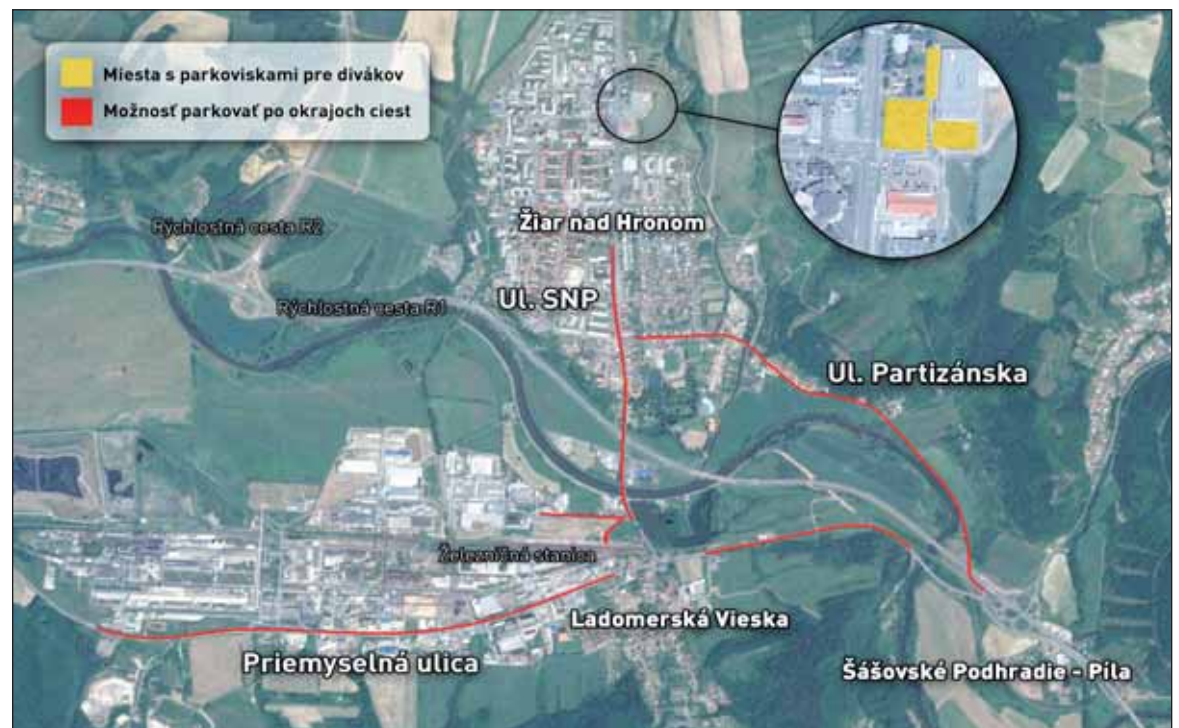 Miesta s parkoviskami pre divákov
Možnosť parkovať po okrajoch ciest
Rýchlostná cesta R2
Žiar nad Hronom
Rýchlostná cesta R1
Ul. SNP
Ul. Partizánska
Železničná stanica
Ladomerská Vieska
Priemyselná ulica
Šášovské Podhradie - Píla